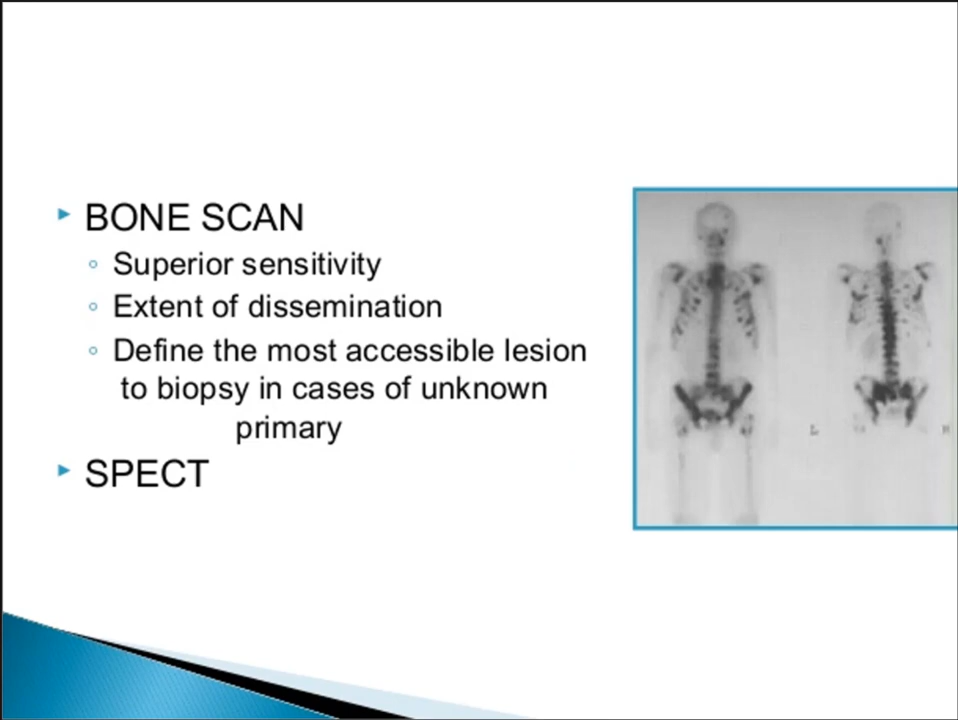 BONE SCAN
Superior sensitivity
Extent of dissemination
Define the most accessible lesion
to biopsy in cases of unknown
primary
SPECT
L
R